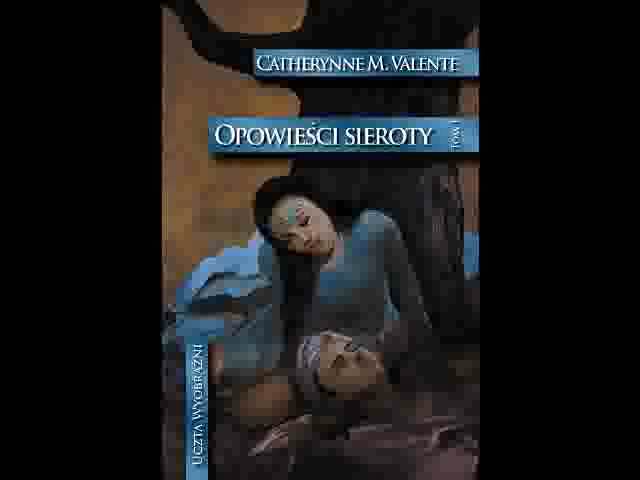 CATHERYNNE M. VALENTE
OPOWIEŚCI SIEROTY
TOM I
UCZTA WYOBRAŹNI